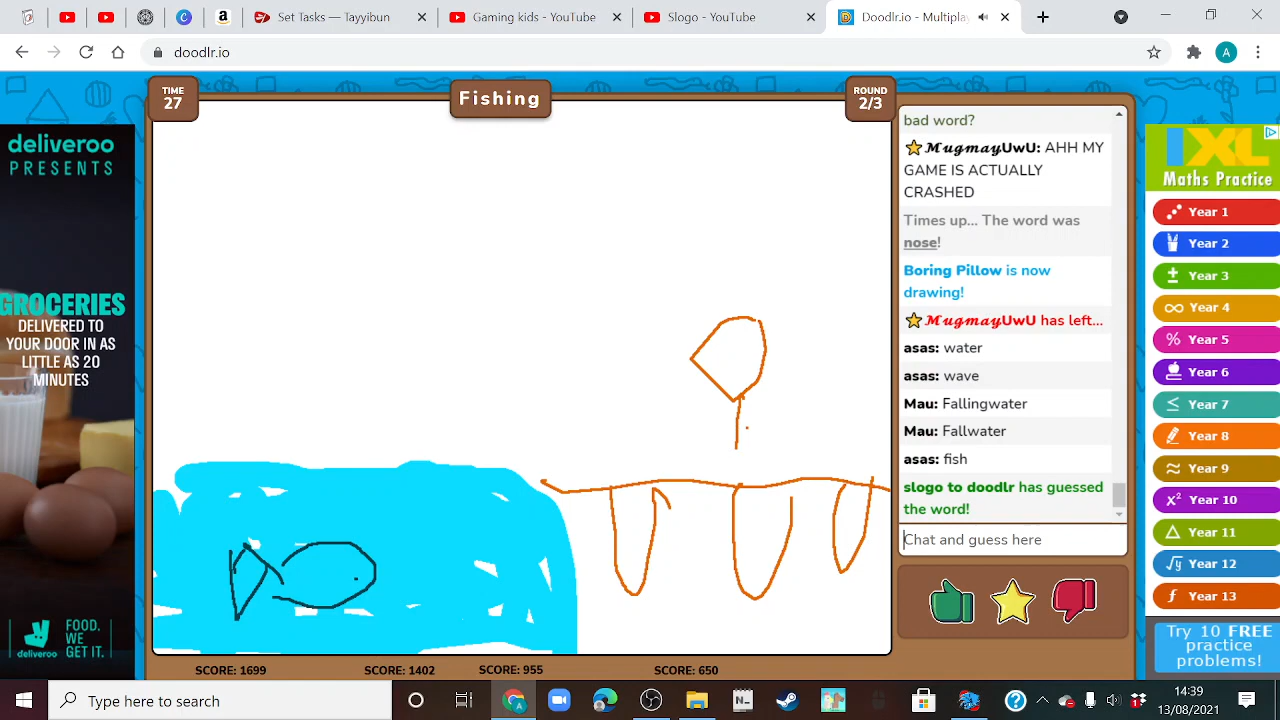 Set Tasks — Tayyibun
Gaming kids - YouTube
Slogo - YouTube
Doodlr.io - Multiplay
doodlr.io
TIME
27
Fishing
ROUND
2/3
bad word?
MugmayUwU: AHH MY
GAME IS ACTUALLY
CRASHED
Times up... The word was
nose!
Boring Pillow is now
drawing!
MugmayUwU has left...
asas: water
asas: wave
Mau: Fallingwater
Mau: Fallwater
asas: fish
slogo to doodlr has guessed
the word!
Chat and guess here
SCORE: 1699
SCORE: 1402
SCORE: 955
SCORE: 650
deliveroo
PRESENTS
GROCERIES
DELIVERED TO
YOUR DOOR IN AS
LITTLE AS 20
MINUTES
deliveroo
FOOD.
WE
GET IT.
IXL
Maths Practice
Year 1
Year 2
Year 3
Year 4
Year 5
Year 6
Year 7
Year 8
Year 9
Year 10
Year 11
Year 12
Year 13
Try 10 FREE
practice
problems!
Type here to search
14:39
13/08/2021